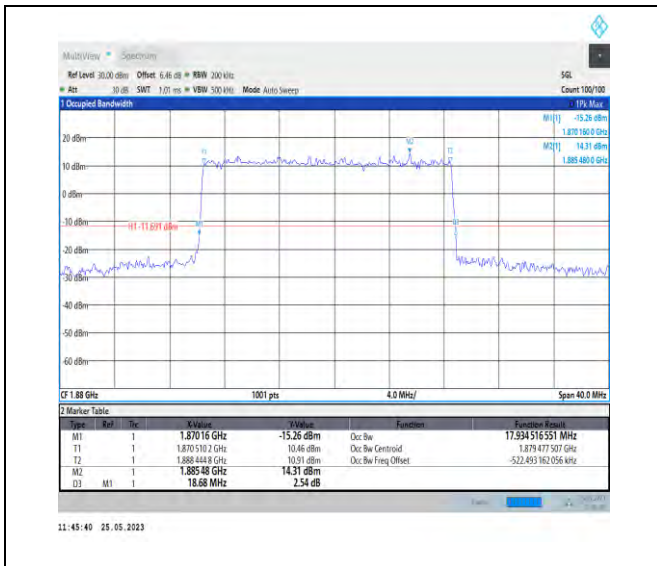 MultiView Spectrum
Ref Level 30.00 dBm Offset 6.46 dB RBW 200 kHz SGL
Att 30 dB SWT 1.01 ms VBW 500 kHz Mode Auto Sweep Count 100/100
1 Occupied Bandwidth 1Pk Max
M1[1] -15.26 dBm
1.870 160 0 GHz
M2[1] 14.31 dBm
1.885 480 0 GHz
20 dBm
M2
T1 T2
10 dBm
0 dBm
-10 dBm
H1 -11.691 dBm M1
-20 dBm
-30 dBm
-40 dBm
-50 dBm
-60 dBm
CF 1.88 GHz 1001 pts 4.0 MHz/ Span 40.0 MHz
2 Marker Table
Type Ref Trc X-Value Y-Value Function Function Result
M1 1 1.87016 GHz -15.26 dBm Occ Bw 17.934 516 551 MHz
T1 1 1.870 510 2 GHz 10.46 dBm Occ Bw Centroid 1.879 477 507 GHz
T2 1 1.888 444 8 GHz 10.91 dBm Occ Bw Freq Offset -522.493 162 056 kHz
M2 1 1.88548 GHz 14.31 dBm
D3 M1 1 18.68 MHz 2.54 dB
11:45:40 25.05.2023